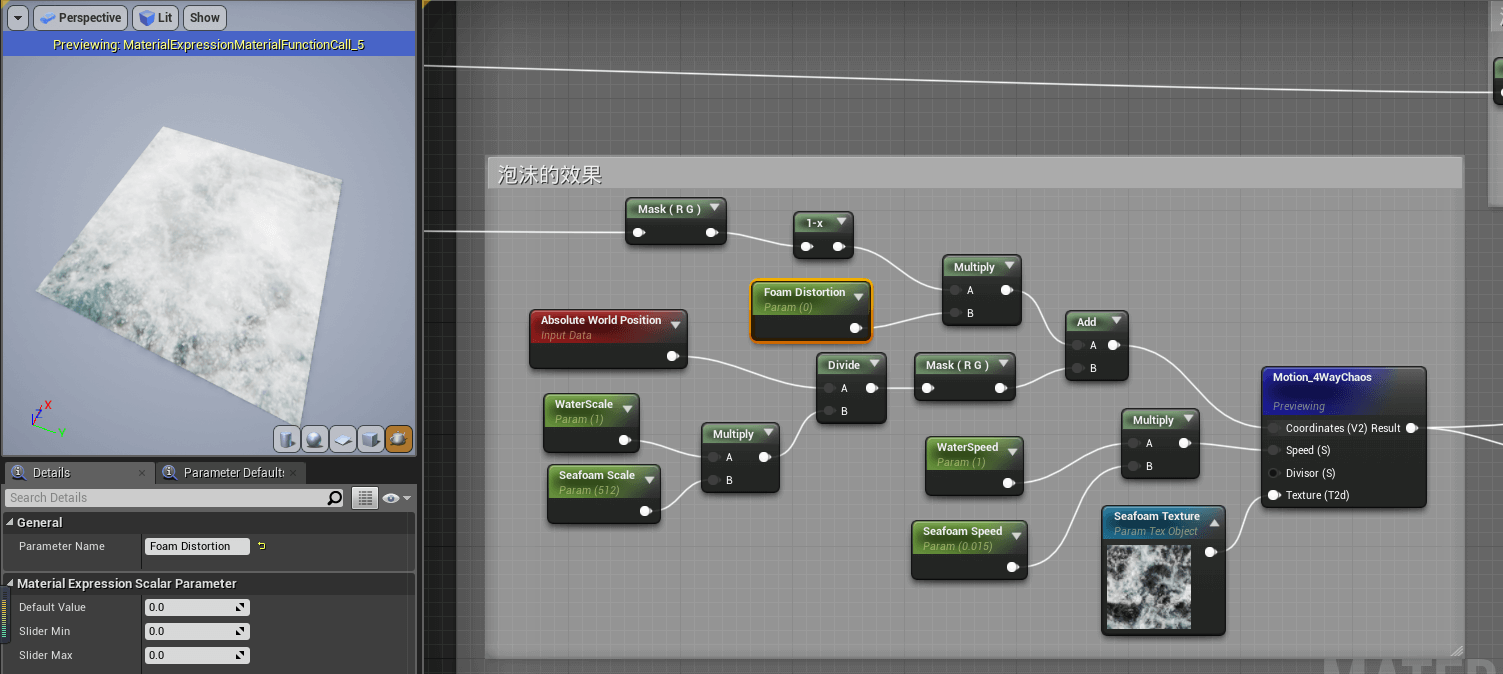 Perspective
Lit
Show
Previewing: MaterialExpressionMaterialFunctionCall_5
X
Z
Y
Details
Parameter Default
Search Details
General
Parameter Name
Foam Distortion
Material Expression Scalar Parameter
Default Value
0.0
Slider Min
0.0
Slider Max
0.0
泡沫的效果
Mask ( R G )
1-x
Multiply
A
B
Foam Distortion
Param (0)
Absolute World Position
Input Data
Add
A
B
Divide
A
B
Mask ( R G )
WaterScale
Param (1)
Multiply
A
B
Seafoam Scale
Param (512)
WaterSpeed
Param (1)
Multiply
A
B
Seafoam Speed
Param (0.015)
Motion_4WayChaos
Previewing
Coordinates (V2) Result
Speed (S)
Divisor (S)
Texture (T2d)
Seafoam Texture
Param Tex Object